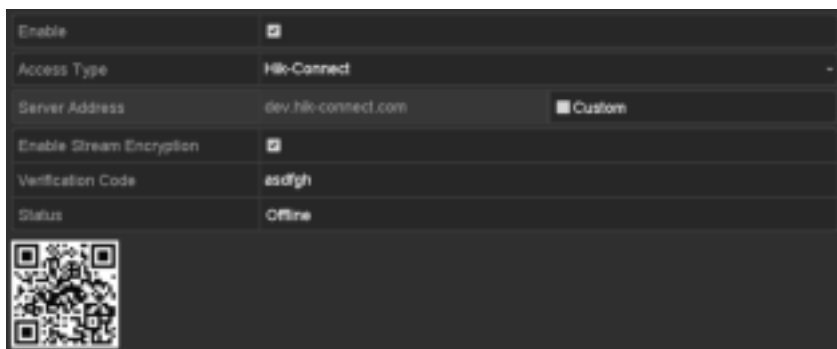 Enable
Access Type Hik-Connect
Server Address dev.hik-connect.com Custom
Enable Stream Encryption
Verification Code asdfgh
Status Offline